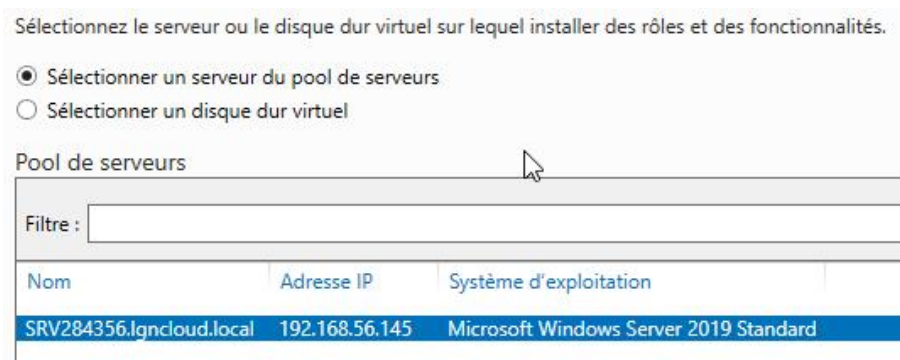 Sélectionnez le serveur ou le disque dur virtuel sur lequel installer des rôles et des fonctionnalités.
Sélectionner un serveur du pool de serveurs
Sélectionner un disque dur virtuel
Pool de serveurs
Filtre :
Nom Adresse IP Système d'exploitation
SRV284356.lgncloud.local 192.168.56.145 Microsoft Windows Server 2019 Standard